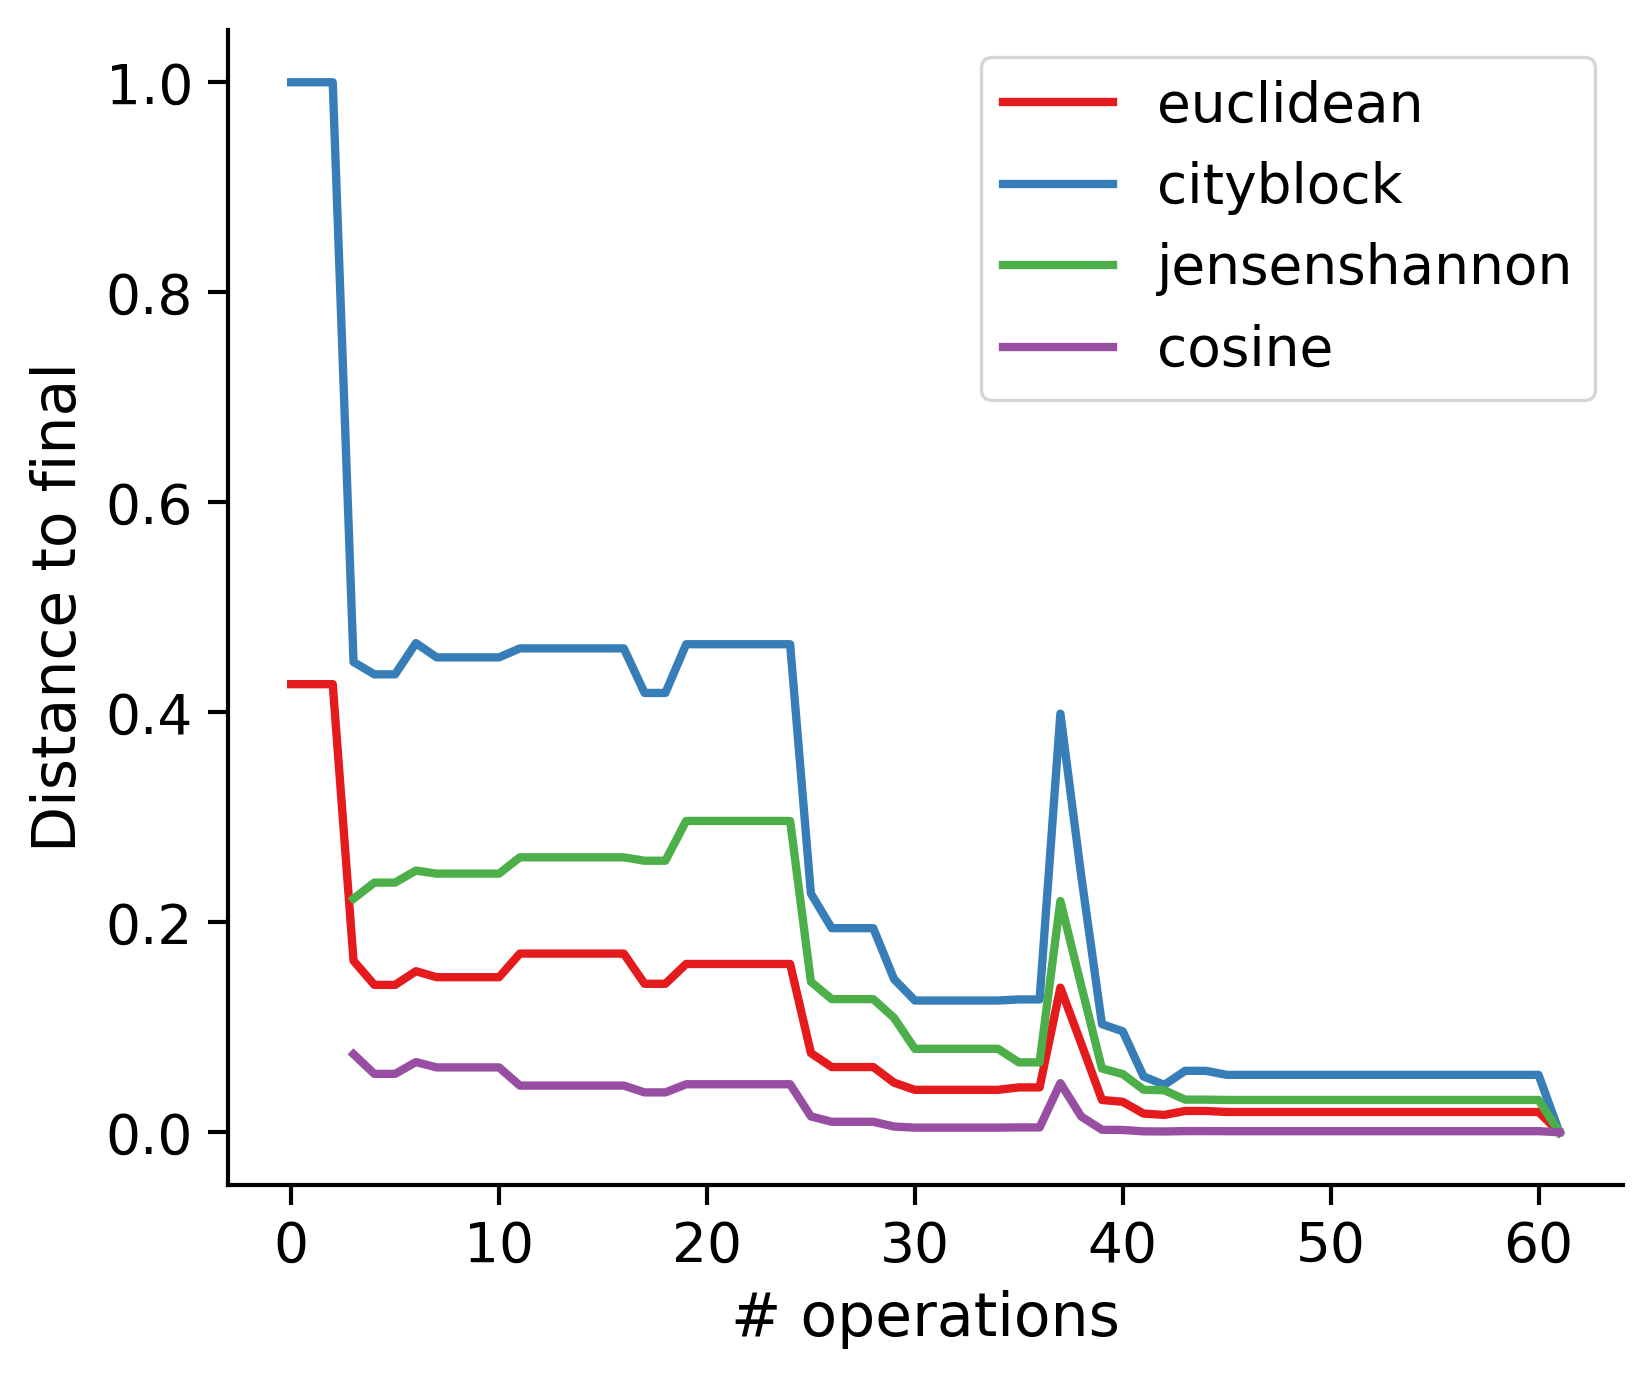 1.0
0.8
0.6
0.4
0.2
0.0
Distance to final
0 10 20 30 40 50 60
# operations
euclidean
cityblock
jensenshannon
cosine